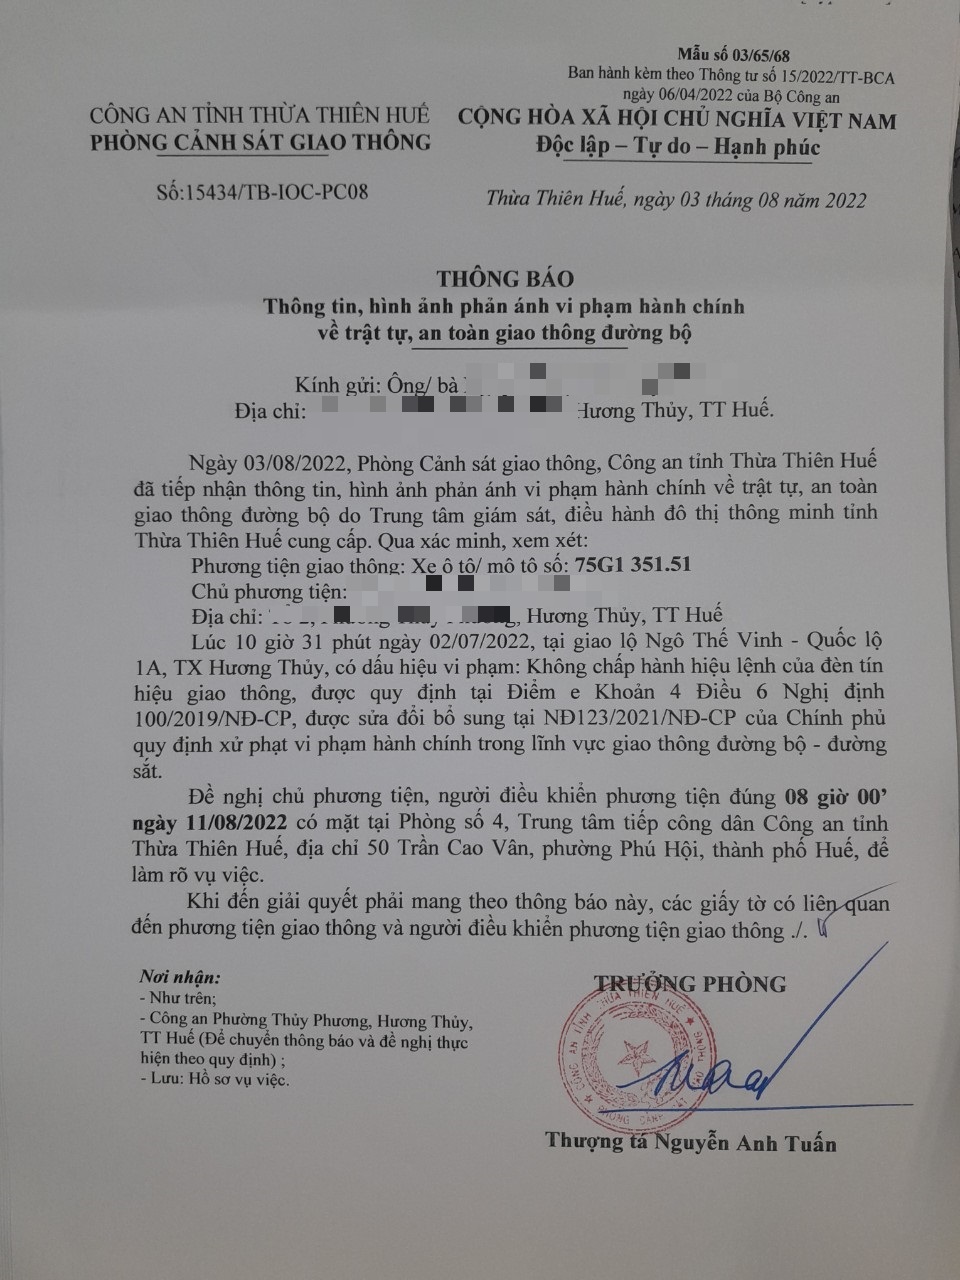 Mẫu số 03/65/68
Ban hành kèm theo Thông tư số 15/2022/TT-BCA
ngày 06/04/2022 của Bộ Công an
CÔNG AN TỈNH THỪA THIÊN HUẾ
PHÒNG CẢNH SÁT GIAO THÔNG
CỘNG HÒA XÃ HỘI CHỦ NGHĨA VIỆT NAM
Độc lập – Tự do – Hạnh phúc
Số:15434/TB-IOC-PC08
Thừa Thiên Huế, ngày 03 tháng 08 năm 2022
THÔNG BÁO
Thông tin, hình ảnh phản ánh vi phạm hành chính
về trật tự, an toàn giao thông đường bộ
Kính gửi: Ông/ bà
Địa chỉ: Hương Thủy, TT Huế.
Ngày 03/08/2022, Phòng Cảnh sát giao thông, Công an tỉnh Thừa Thiên Huế
đã tiếp nhận thông tin, hình ảnh phản ánh vi phạm hành chính về trật tự, an toàn
giao thông đường bộ do Trung tâm giám sát, điều hành đô thị thông minh tỉnh
Thừa Thiên Huế cung cấp. Qua xác minh, xem xét:
Phương tiện giao thông: Xe ô tô/ mô tô số: 75G1 351.51
Chủ phương tiện:
Địa chỉ: , Hương Thủy, TT Huế
Lúc 10 giờ 31 phút ngày 02/07/2022, tại giao lộ Ngô Thế Vinh - Quốc lộ
1A, TX Hương Thủy, có dấu hiệu vi phạm: Không chấp hành hiệu lệnh của đèn tín
hiệu giao thông, được quy định tại Điểm e Khoản 4 Điều 6 Nghị định
100/2019/NĐ-CP, được sửa đổi bổ sung tại NĐ123/2021/NĐ-CP của Chính phủ
quy định xử phạt vi phạm hành chính trong lĩnh vực giao thông đường bộ - đường
sắt.
Đề nghị chủ phương tiện, người điều khiển phương tiện đúng 08 giờ 00’
ngày 11/08/2022 có mặt tại Phòng số 4, Trung tâm tiếp công dân Công an tỉnh
Thừa Thiên Huế, địa chỉ 50 Trần Cao Vân, phường Phú Hội, thành phố Huế, để
làm rõ vụ việc.
Khi đến giải quyết phải mang theo thông báo này, các giấy tờ có liên quan
đến phương tiện giao thông và người điều khiển phương tiện giao thông ./.
Nơi nhận:
- Như trên;
- Công an Phường Thủy Phương, Hương Thủy,
TT Huế (Để chuyển thông báo và đề nghị thực
hiện theo quy định) ;
- Lưu: Hồ sơ vụ việc.
TRƯỞNG PHÒNG
CÔNG AN TỈNH THỪA THIÊN HUẾ
PHÒNG CẢNH SÁT GIAO THÔNG
Thượng tá Nguyễn Anh Tuấn